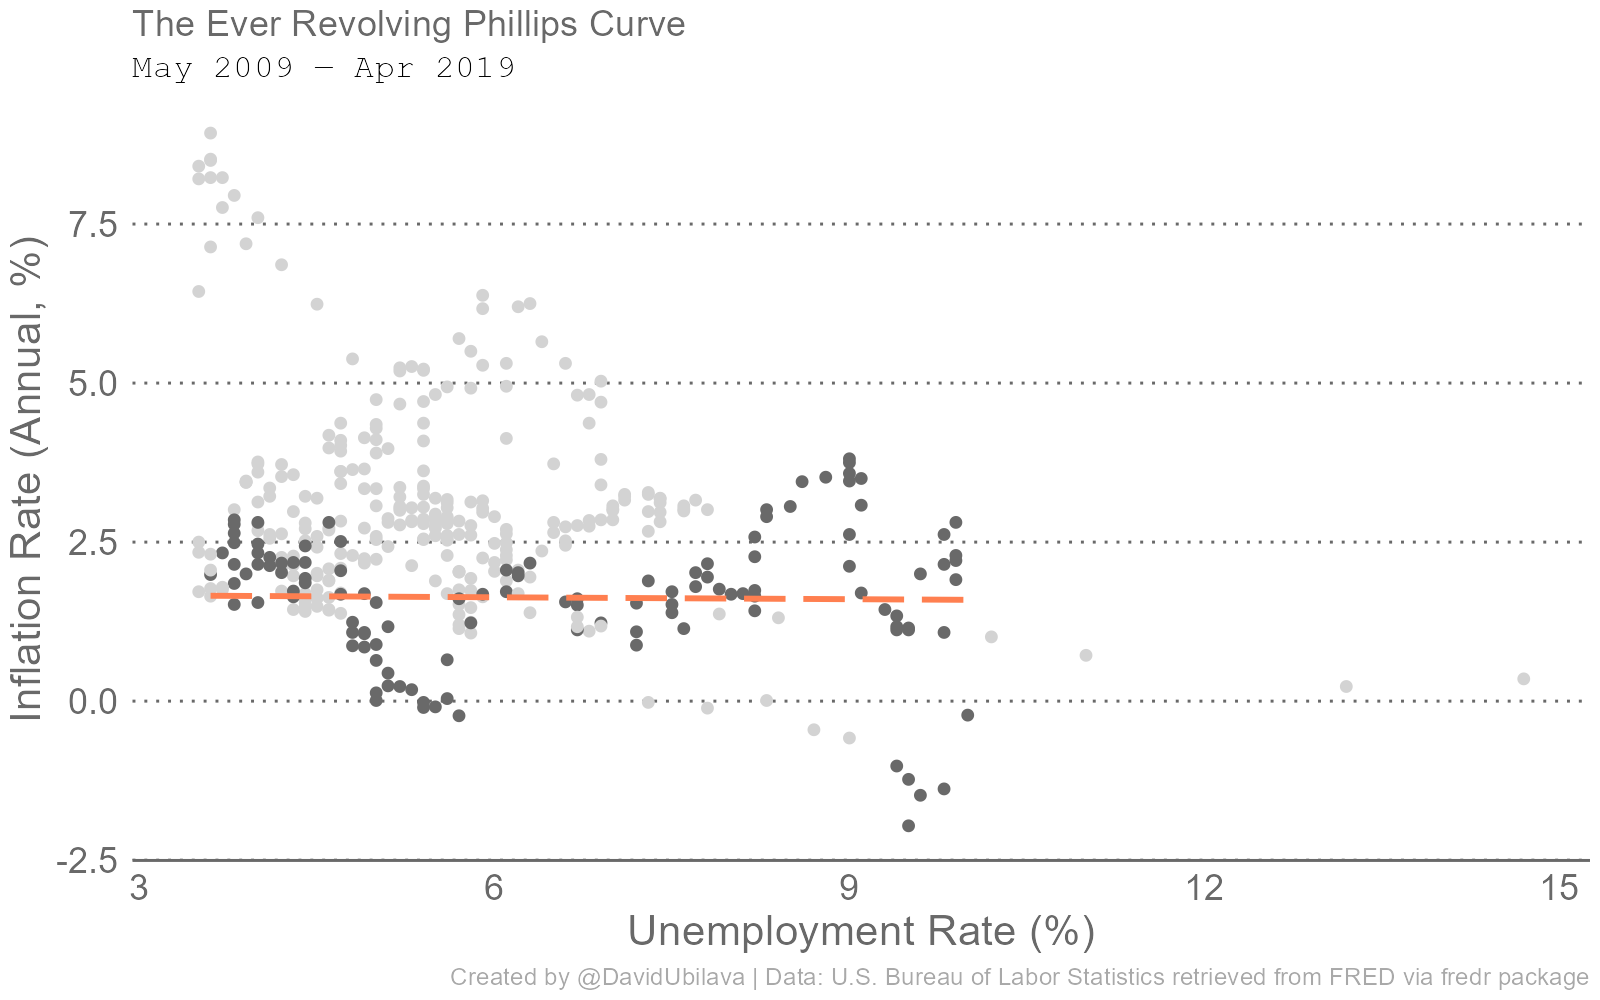 The Ever Revolving Phillips Curve
May 2009 — Apr 2019
Inflation Rate (Annual, %)
7.5
5.0
2.5
0.0
-2.5
3 6 9 12 15
Unemployment Rate (%)
Created by @DavidUbilava | Data: U.S. Bureau of Labor Statistics retrieved from FRED via fredr package